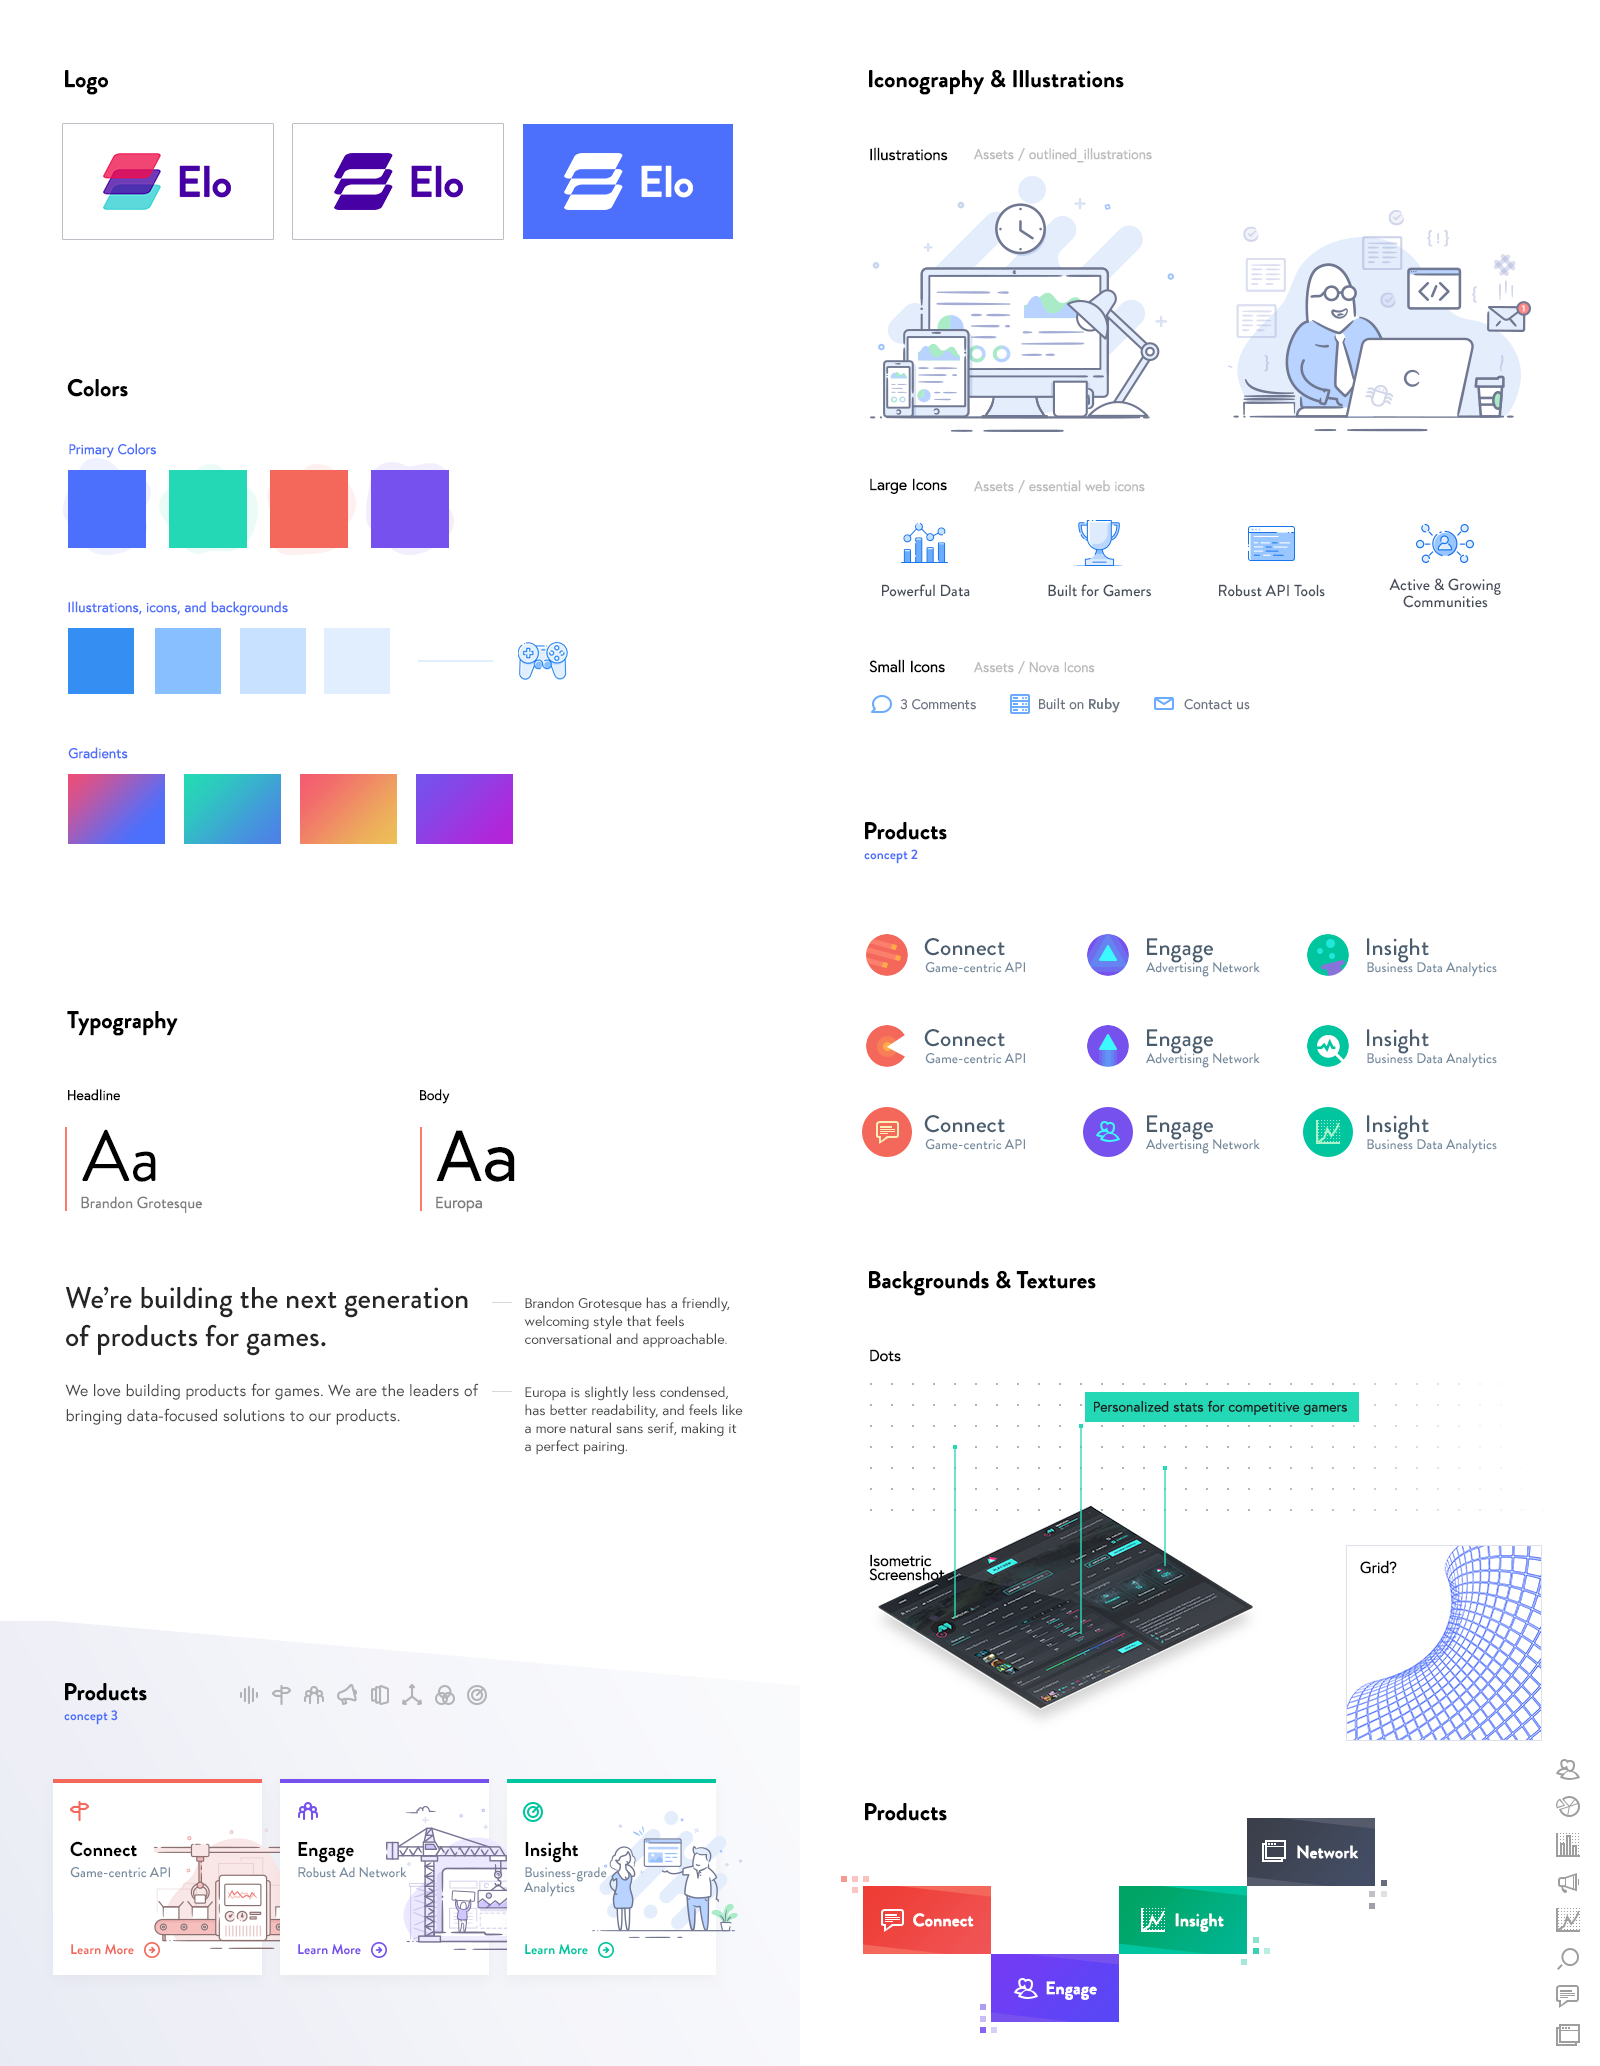 Logo
Elo
Elo
Elo
Colors
Primary Colors
Illustrations, icons, and backgrounds
Gradients
Typography
Headline
Body
Aa
Brandon Grotesque
Aa
Europa
We're building the next generation
of products for games.
Brandon Grotesque has a friendly,
welcoming style that feels
conversational and approachable.
We love building products for games. We are the leaders of
bringing data-focused solutions to our products.
Europa is slightly less condensed,
has better readability, and feels like
a more natural sans serif, making it
a perfect pairing.
Products
concept 3
Connect
Game-centric API
Learn More
Engage
Robust Ad Network
Learn More
Insight
Business-grade
Analytics
Learn More
Iconography & Illustrations
Illustrations
Assets / outlined_illustrations
{!}
</>
{
1
}
}
C
Large Icons
Assets / essential web icons
Powerful Data
Built for Gamers
Robust API Tools
Active & Growing
Communities
Small Icons
Assets / Nova Icons
3 Comments
Built on Ruby
Contact us
Products
concept 2
Connect
Game-centric API
Engage
Advertising Network
Insight
Business Data Analytics
Connect
Game-centric API
Engage
Advertising Network
Insight
Business Data Analytics
Connect
Game-centric API
Engage
Advertising Network
Insight
Business Data Analytics
Backgrounds & Textures
Dots
Personalized stats for competitive gamers
Isometric
Screenshot
Grid?
Products
Network
Connect
Insight
Engage